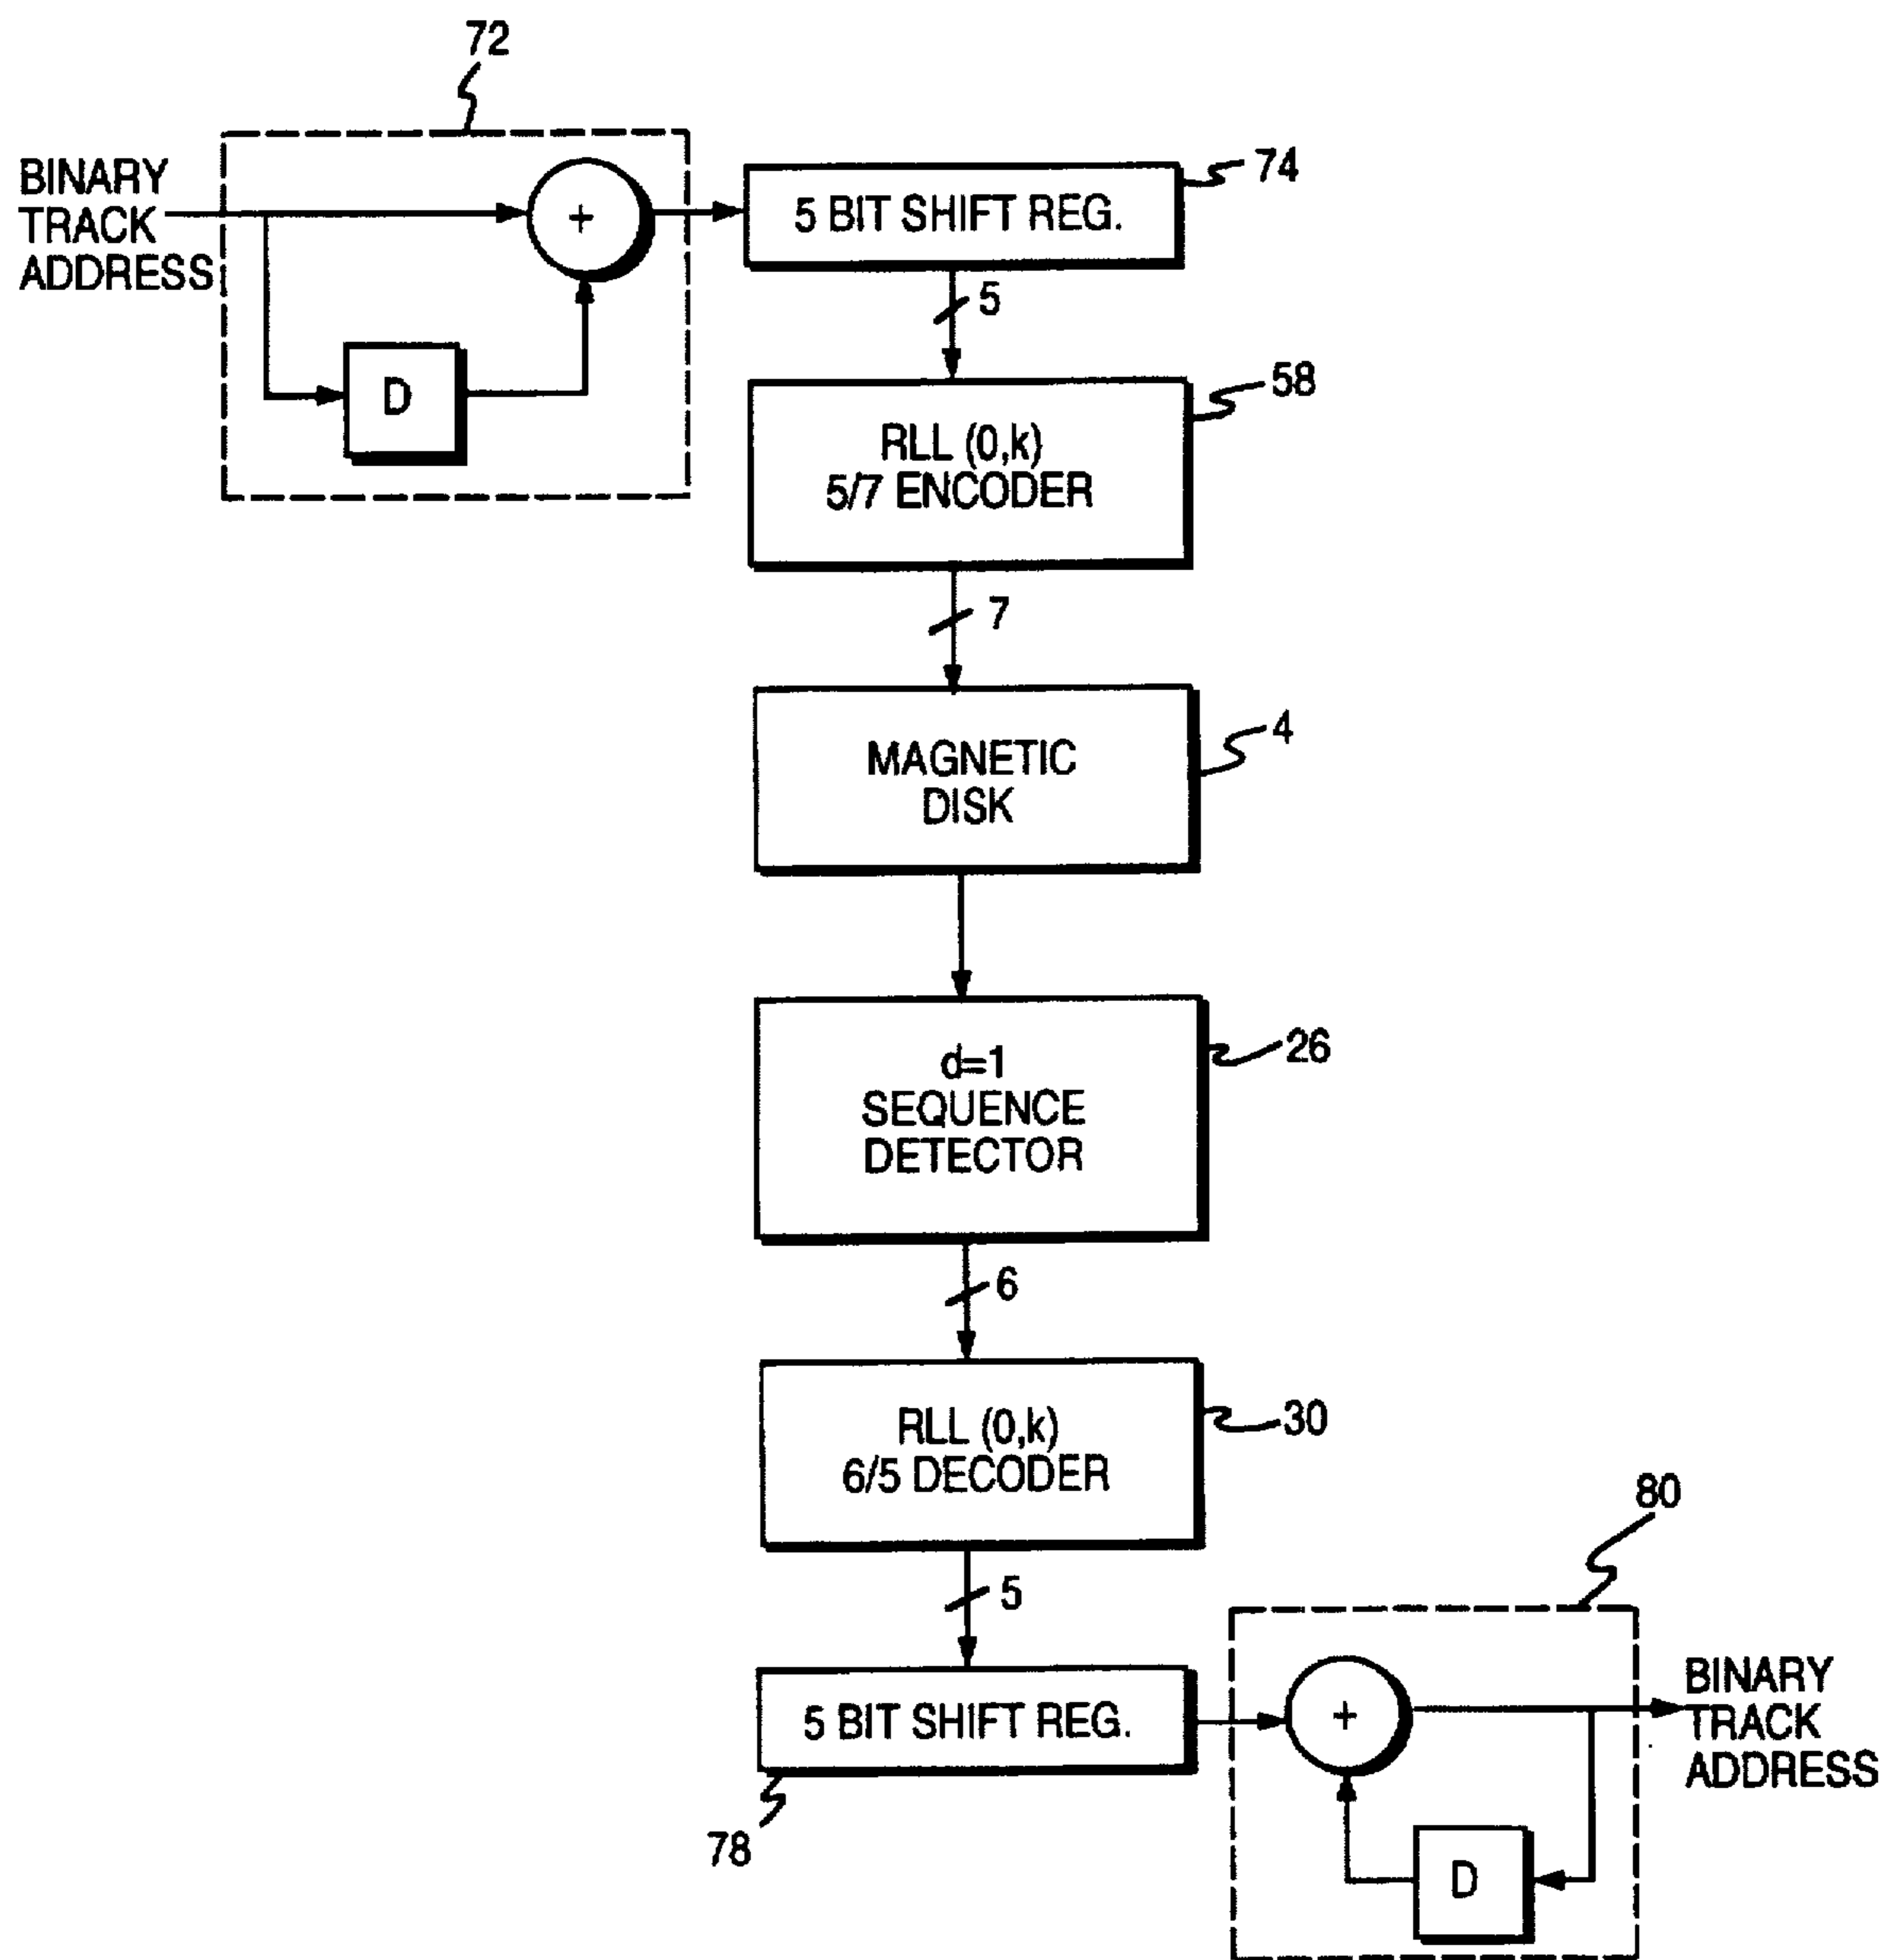 72
BINARY
TRACK
ADDRESS
+
D
5 BIT SHIFT REG.
74
5
RLL (0,k)
5/7 ENCODER
58
7
MAGNETIC
DISK
4
d=1
SEQUENCE
DETECTOR
26
6
RLL (0,k)
6/5 DECODER
30
5
80
5 BIT SHIFT REG.
78
+
D
BINARY
TRACK
ADDRESS